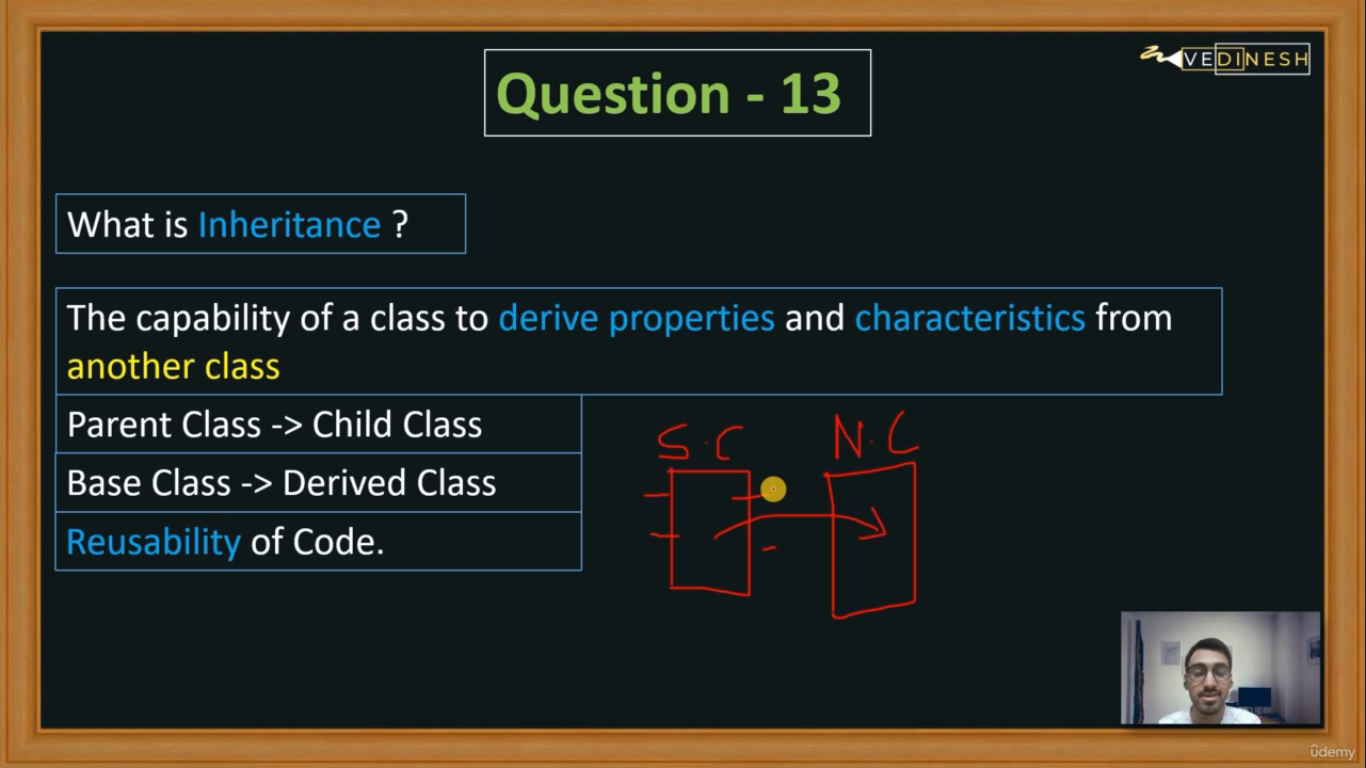 VEDINESH
Question - 13
What is Inheritance ?
The capability of a class to derive properties and characteristics from
another class
Parent Class -> Child Class
Base Class -> Derived Class
Reusability of Code.
S.C
N.C
ûdemy